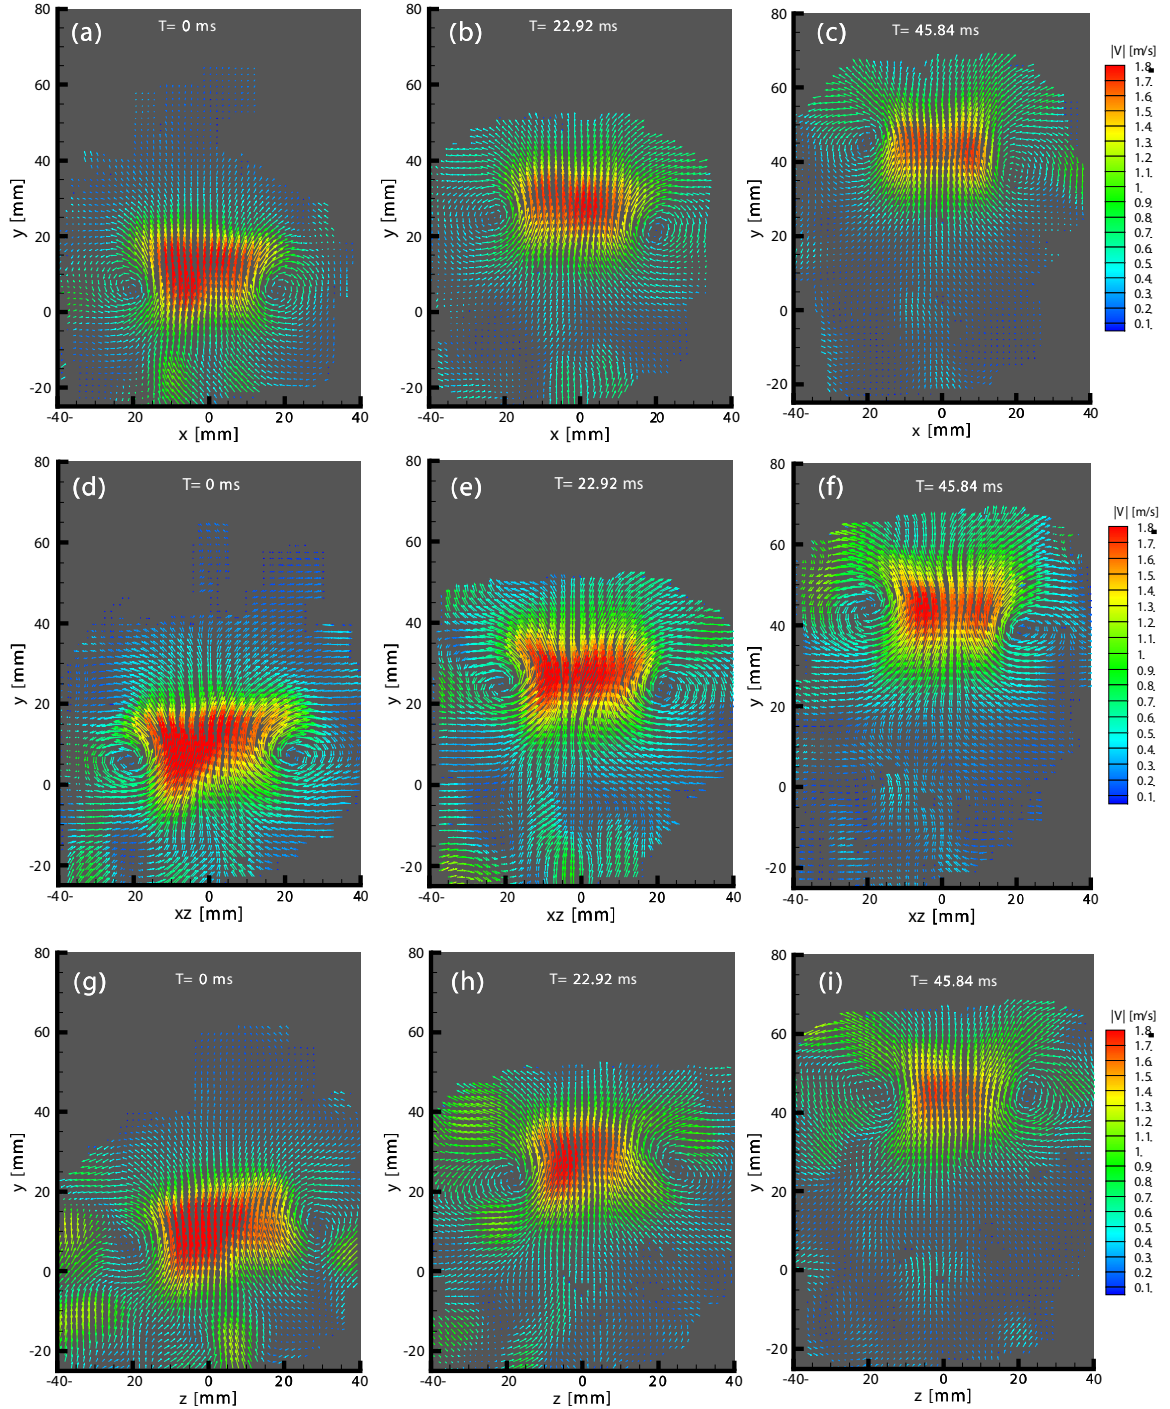 (a) T= 0 ms
80
60
40
20
0
-20
y [mm]
-40- 20 0 20 40
x [mm]
(b) T= 22.92 ms
80
60
40
20
0
-20
y [mm]
-40- 20 0 20 40
x [mm]
(c) T= 45.84 ms
80
60
40
20
0
-20
y [mm]
-40- 20 0 20 40
x [mm]
|V| [m/s]
1.8
1.7
1.6
1.5
1.4
1.3
1.2
1.1
1.
0.9
0.8
0.7
0.6
0.5
0.4
0.3
0.2
0.1
(d) T= 0 ms
80
60
40
20
0
-20
y [mm]
-40- 20 0 20 40
xz [mm]
(e) T= 22.92 ms
80
60
40
20
0
-20
y [mm]
-40- 20 0 20 40
xz [mm]
(f) T= 45.84 ms
80
60
40
20
0
-20
y [mm]
-40- 20 0 20 40
xz [mm]
|V| [m/s]
1.8
1.7
1.6
1.5
1.4
1.3
1.2
1.1
1.
0.9
0.8
0.7
0.6
0.5
0.4
0.3
0.2
0.1
(g) T= 0 ms
80
60
40
20
0
-20
y [mm]
-40- 20 0 20 40
z [mm]
(h) T= 22.92 ms
80
60
40
20
0
-20
y [mm]
-40- 20 0 20 40
z [mm]
(i) T= 45.84 ms
80
60
40
20
0
-20
y [mm]
-40- 20 0 20 40
z [mm]
|V| [m/s]
1.8
1.7
1.6
1.5
1.4
1.3
1.2
1.1
1.
0.9
0.8
0.7
0.6
0.5
0.4
0.3
0.2
0.1